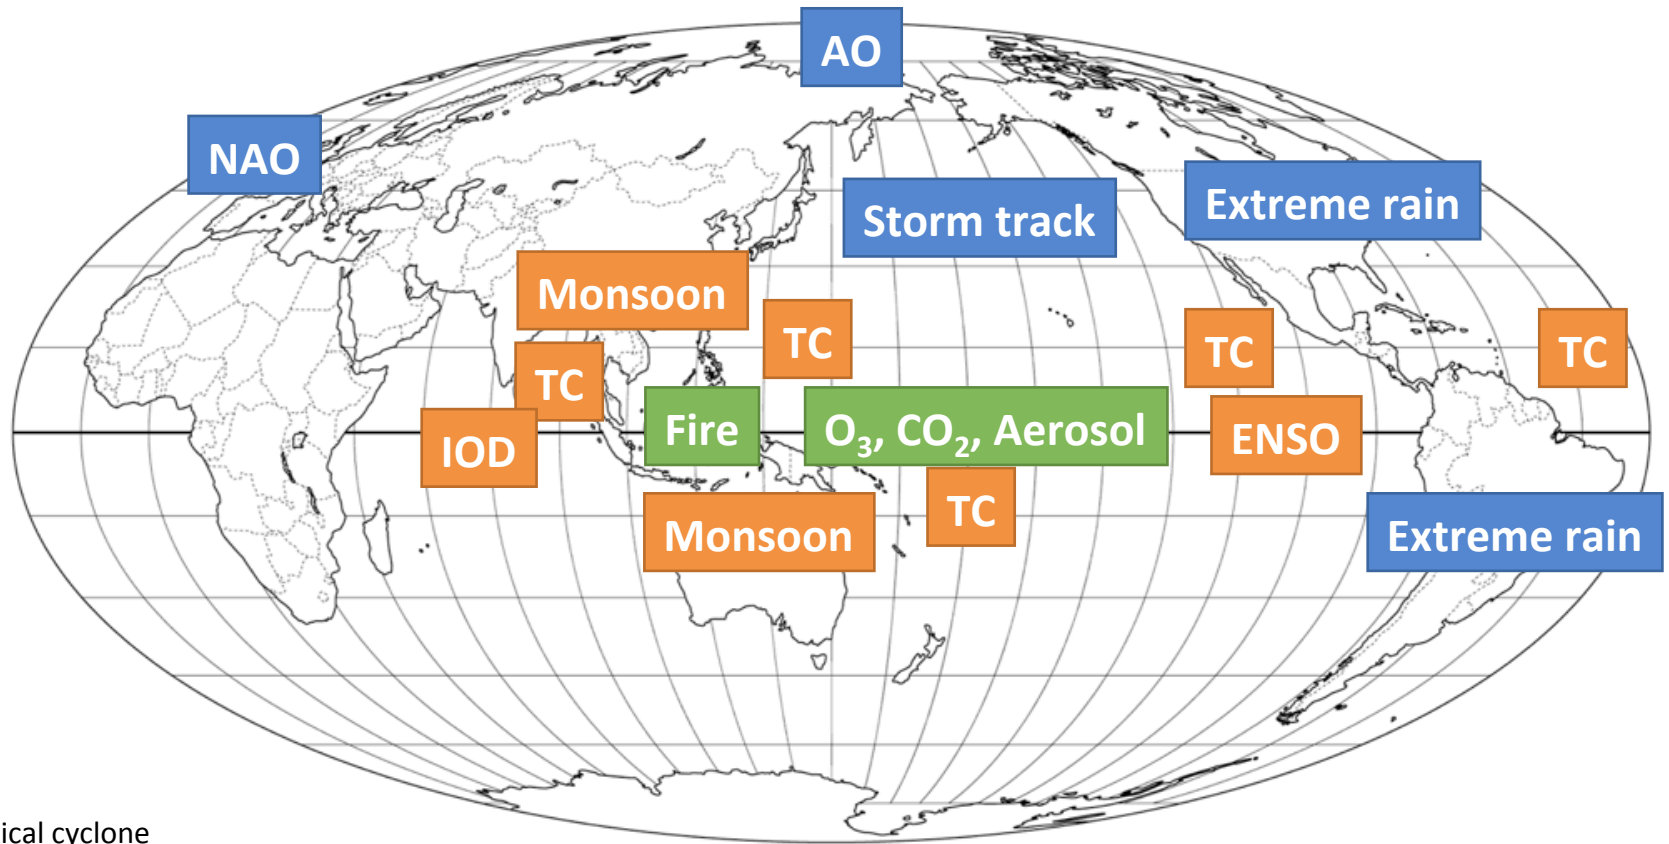 AO
NAO
Extreme rain
Storm track
Monsoon
TC
TC
TC
TC
Fire
O₃, CO₂, Aerosol
ENSO
IOD
TC
Monsoon
Extreme rain
ical cyclone